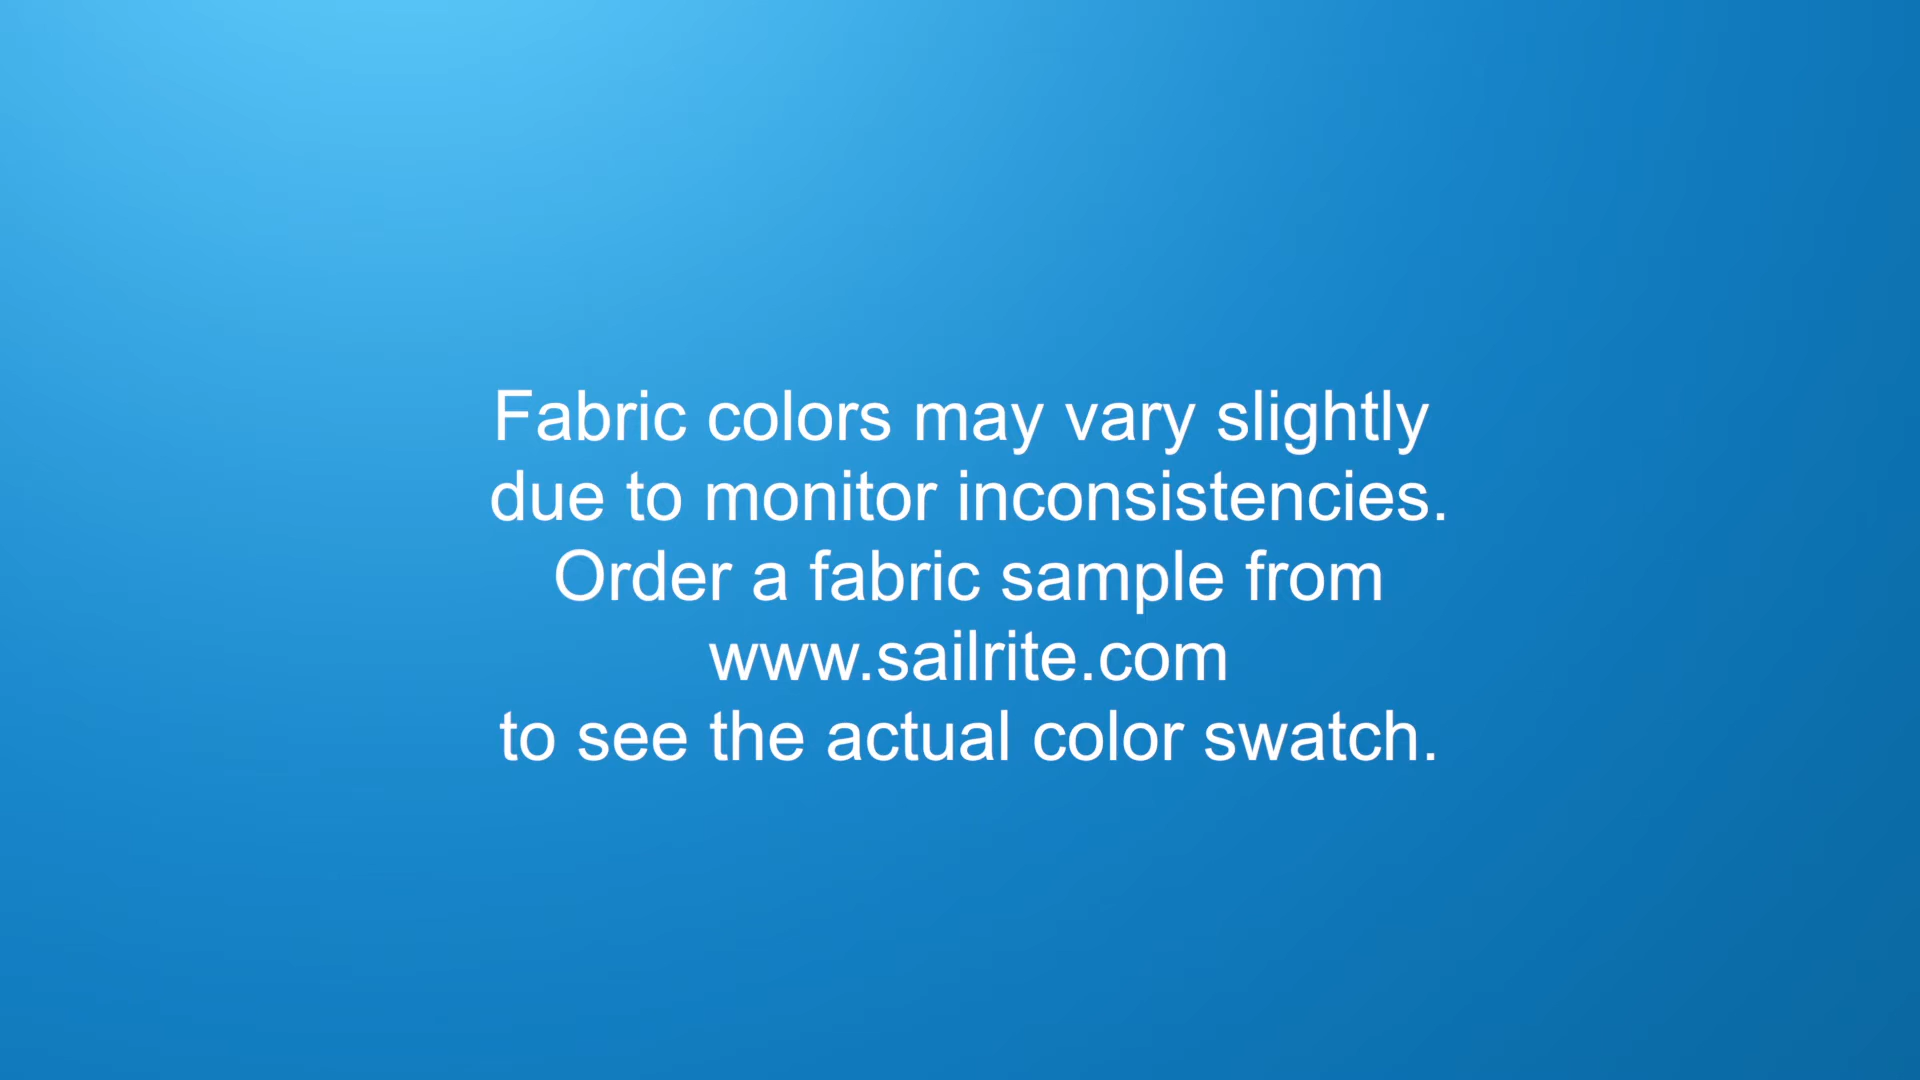 Fabric colors may vary slightly
due to monitor inconsistencies.
Order a fabric sample from
www.sailrite.com
to see the actual color swatch.